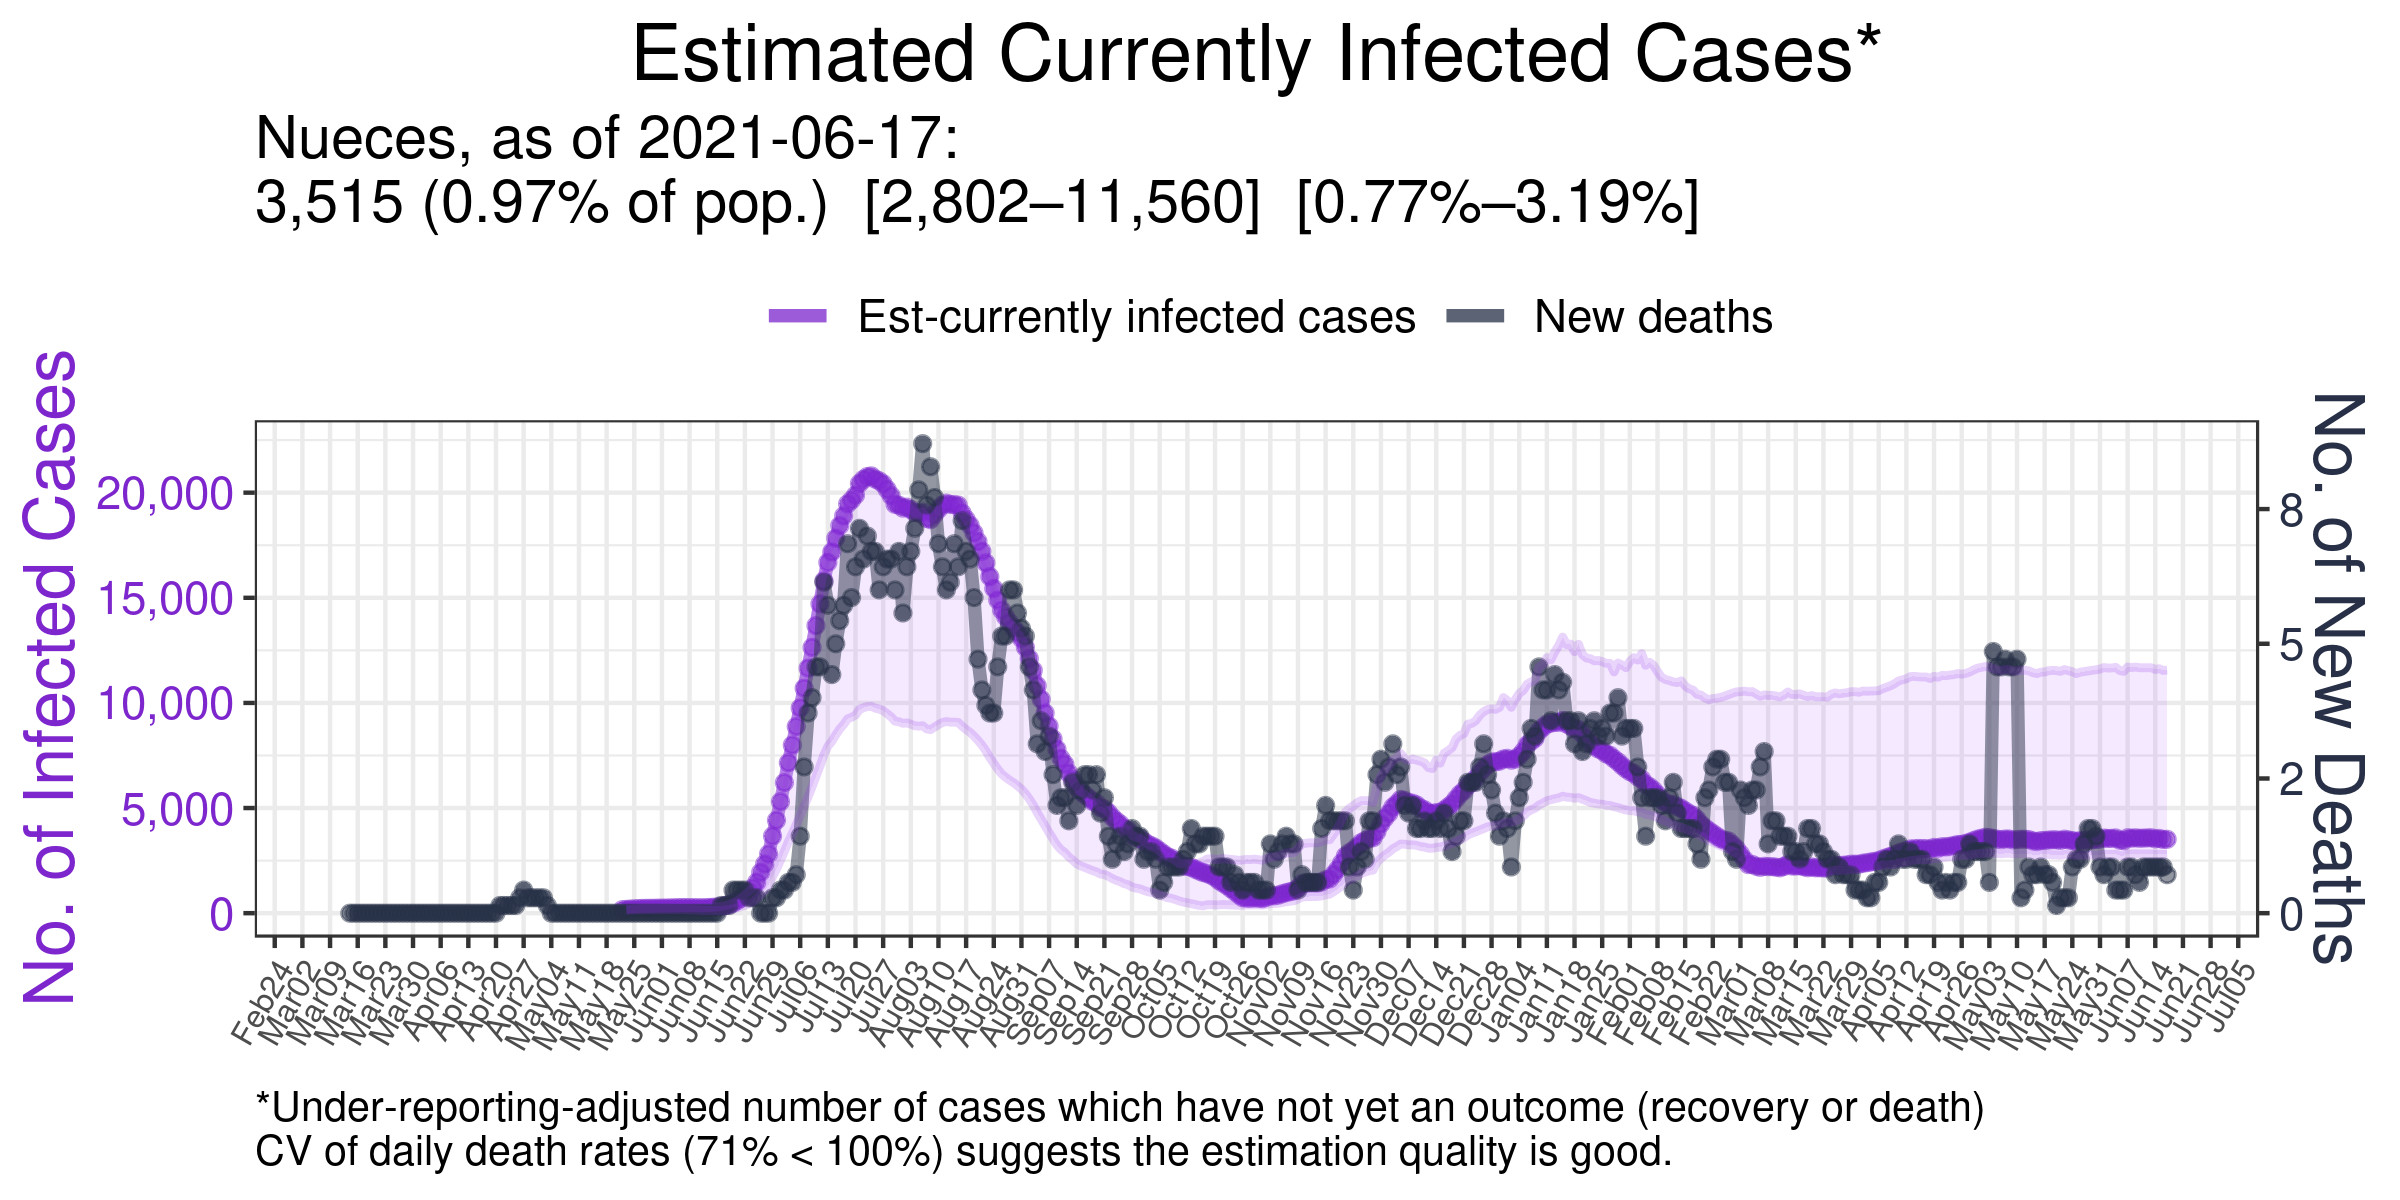 Estimated Currently Infected Cases*
Nueces, as of 2021-06-17:
3,515 (0.97% of pop.) [2,802–11,560] [0.77%–3.19%]
Est-currently infected cases New deaths
No. of Infected Cases
20,000
15,000
10,000
5,000
0
8
5
2
0
No. of New Deaths
Feb24 Mar02 Mar09 Mar16 Mar23 Mar30 Apr06 Apr13 Apr20 Apr27 May04 May11 May18 May25 Jun01 Jun08 Jun15 Jun22 Jun29 Jul06 Jul13 Jul20 Jul27 Aug03 Aug10 Aug17 Aug24 Aug31 Sep07 Sep14 Sep21 Sep28 Oct05 Oct12 Oct19 Oct26 Nov02 Nov09 Nov16 Nov23 Nov30 Dec07 Dec14 Dec21 Dec28 Jan04 Jan11 Jan18 Jan25 Feb01 Feb08 Feb15 Feb22 Mar01 Mar08 Mar15 Mar22 Mar29 Apr05 Apr12 Apr19 Apr26 May03 May10 May17 May24 May31 Jun07 Jun14 Jun21 Jun28 Jul05
*Under-reporting-adjusted number of cases which have not yet an outcome (recovery or death)
CV of daily death rates (71% < 100%) suggests the estimation quality is good.